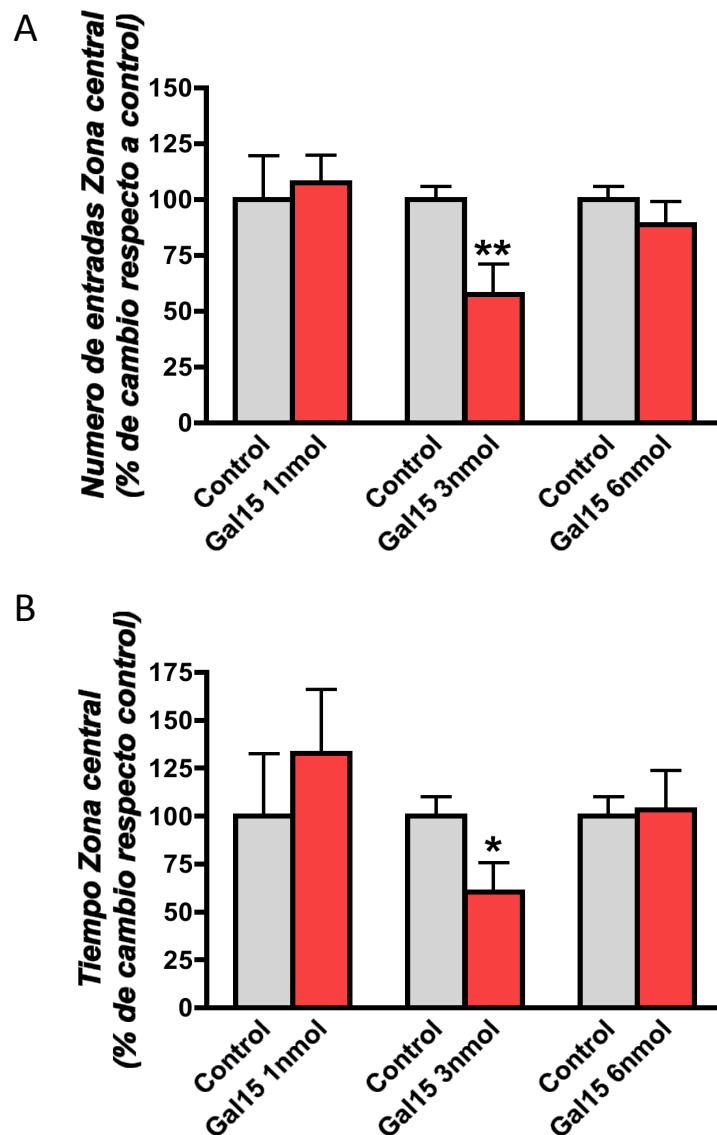 A
Numero de entradas Zona central
(% de cambio respecto a control)
150
125
100
75
50
25
0
**
Control
Gal15 1nmol
Control
Gal15 3nmol
Control
Gal15 6nmol
B
Tiempo Zona central
(% de cambio respecto control)
175
150
125
100
75
50
25
0
*
Control
Gal15 1nmol
Control
Gal15 3nmol
Control
Gal15 6nmol